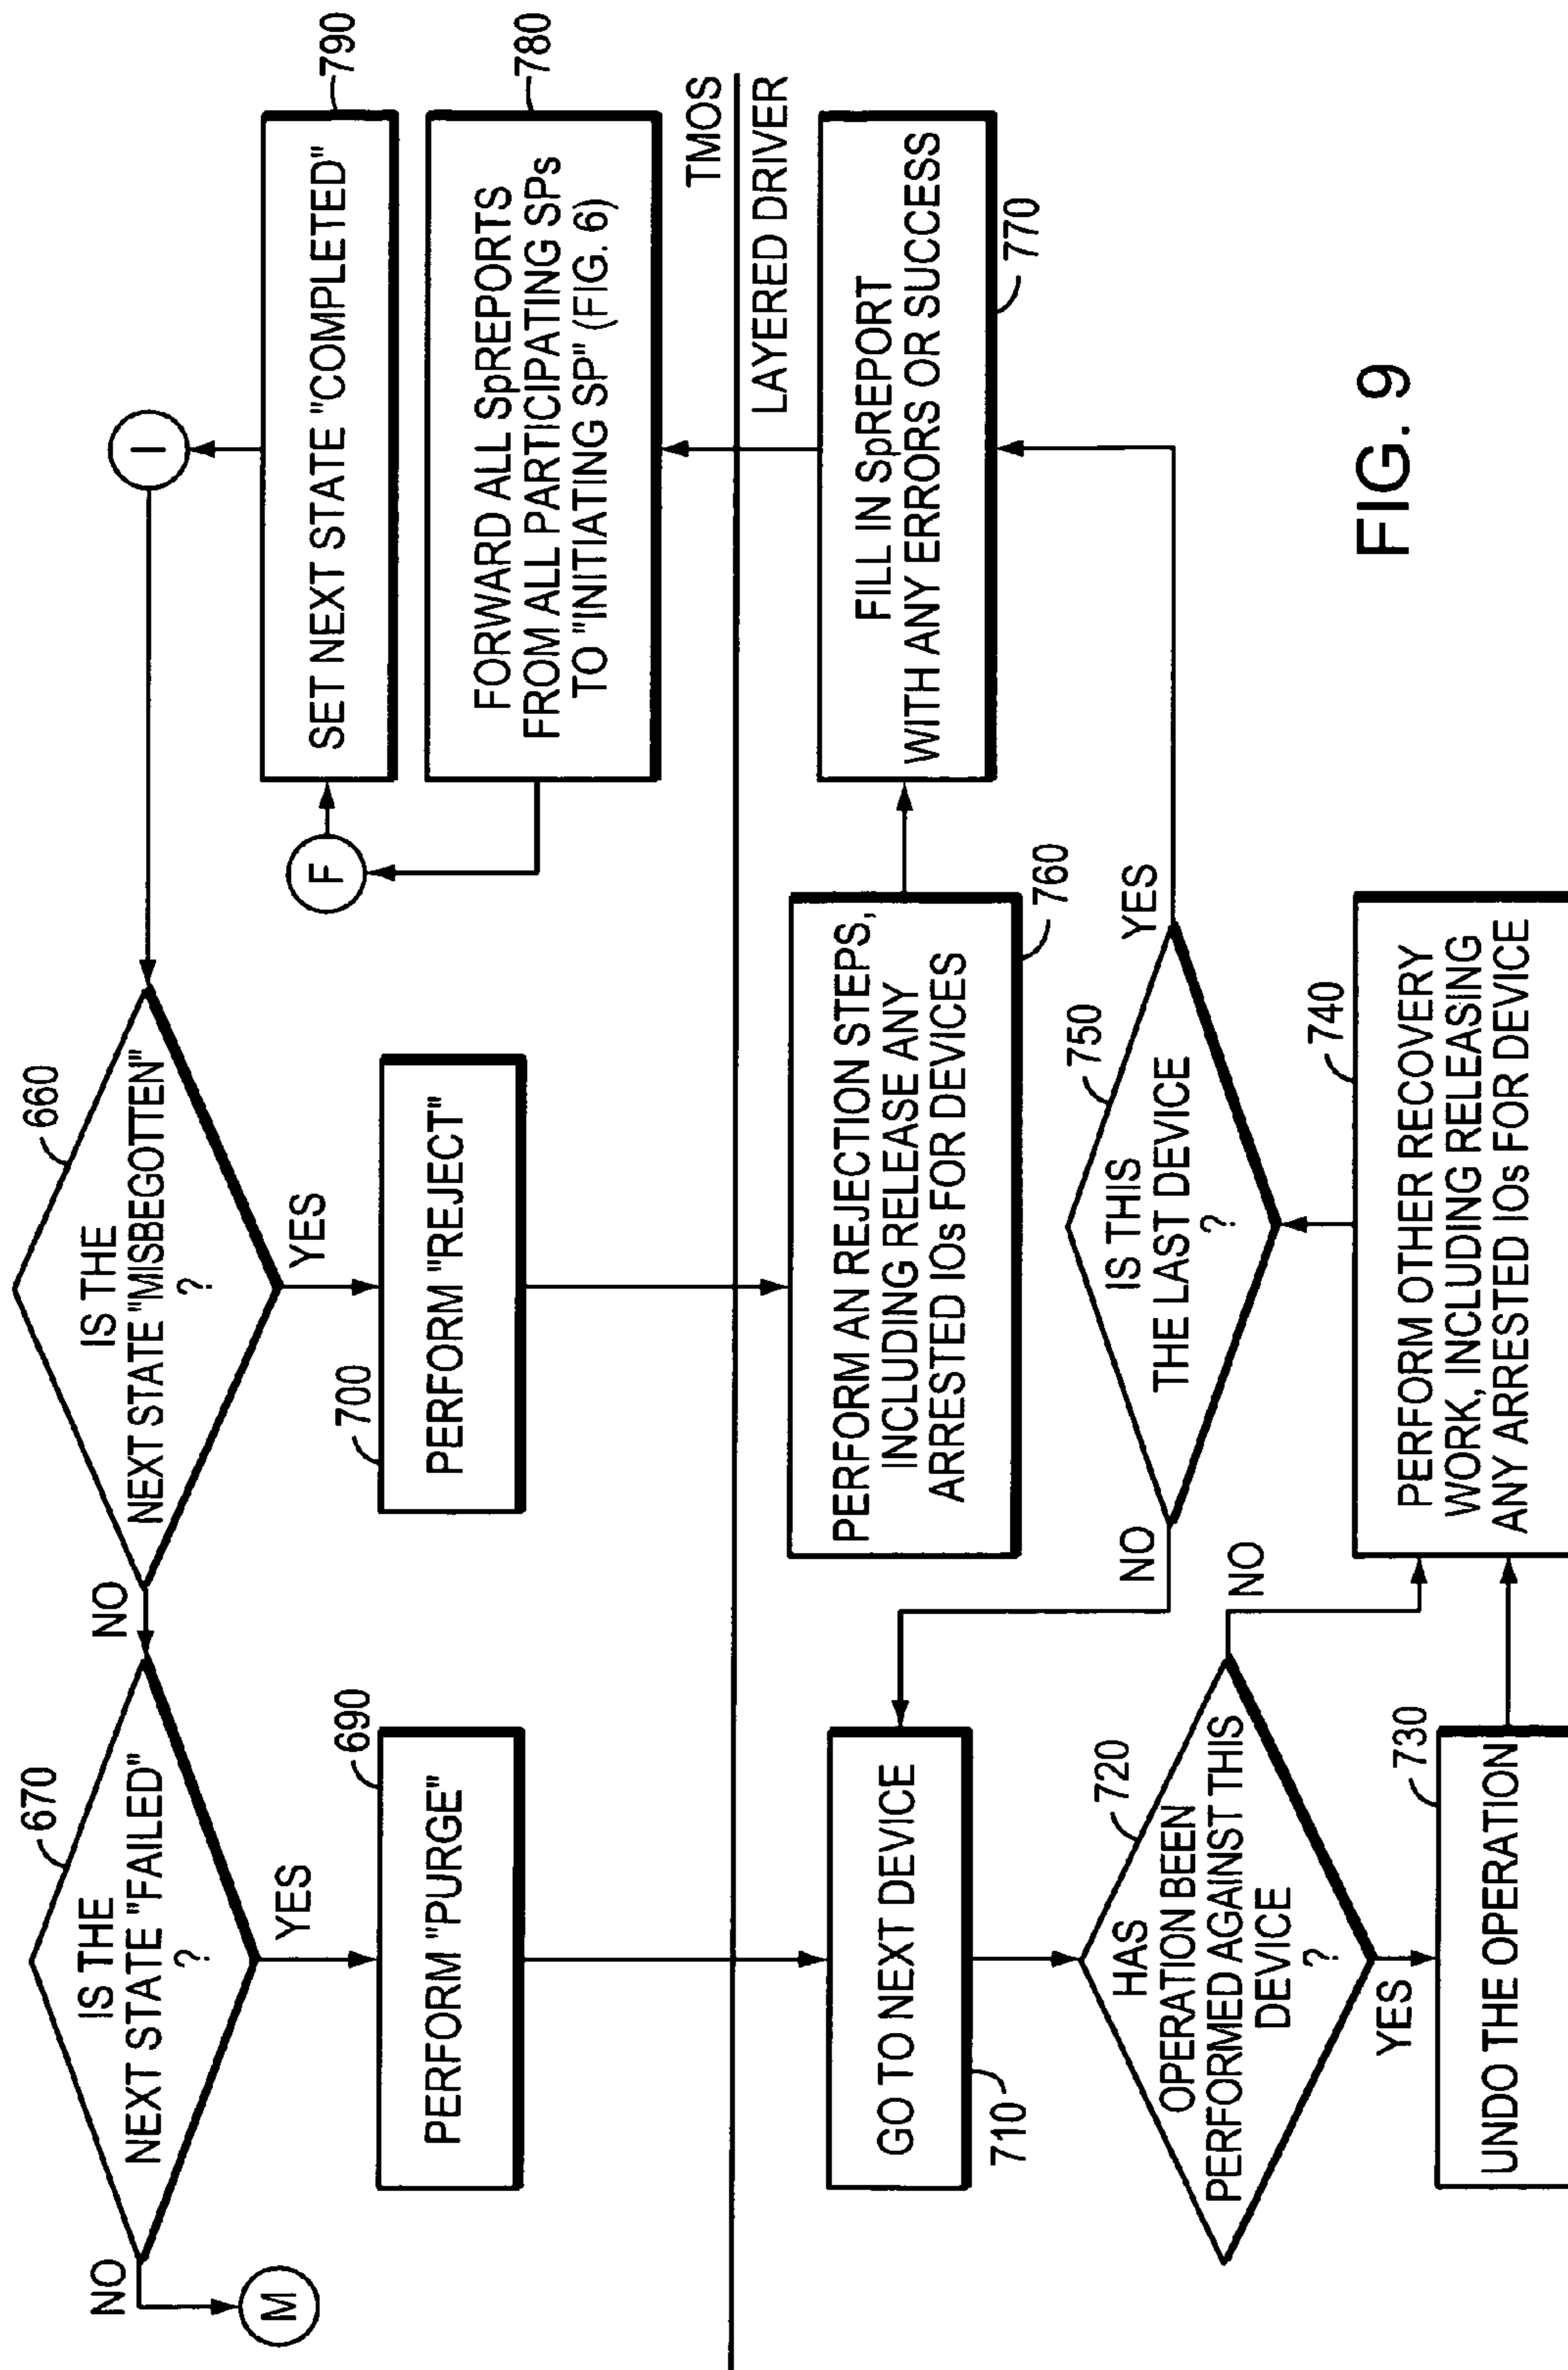 NO
M
IS THE
NEXT STATE "FAILED"
?
670
YES
NO
IS THE
NEXT STATE "MISBEGOTTEN"
?
660
YES
I
PERFORM "PURGE"
690
PERFORM "REJECT"
700
F
SET NEXT STATE "COMPLETED"
790
FORWARD ALL SpREPORTS
FROM ALL PARTICIPATING SPs
TO "INITIATING SP" (FIG. 6)
780
TMOS
LAYERED DRIVER
GO TO NEXT DEVICE
710
PERFORM AN REJECTION STEPS,
INCLUDING RELEASE ANY
ARRESTED IOs FOR DEVICES
760
FILL IN SpREPORT
WITH ANY ERRORS OR SUCCESS
770
HAS
OPERATION BEEN
PERFORMED AGAINST THIS
DEVICE
?
720
YES
NO
NO
IS THIS
THE LAST DEVICE
?
750
YES
UNDO THE OPERATION
730
PERFORM OTHER RECOVERY
WORK, INCLUDING RELEASING
ANY ARRESTED IOs FOR DEVICE
740
FIG. 9